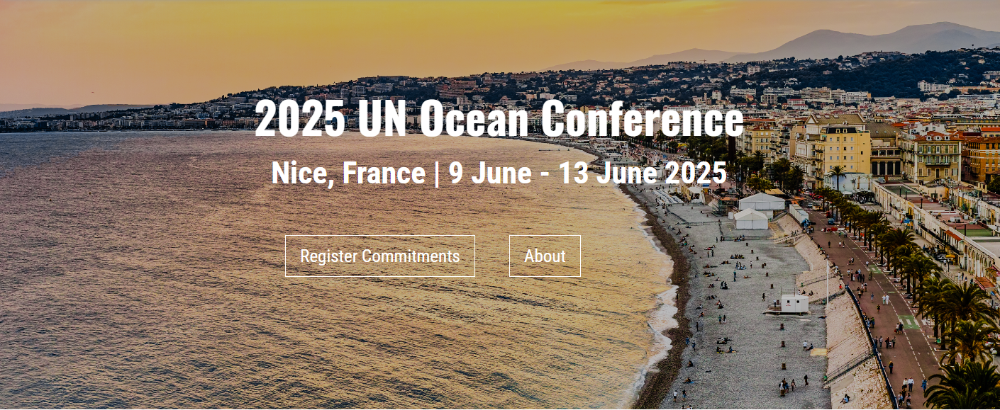 2025 UN Ocean Conference
Nice, France | 9 June - 13 June 2025
Register Commitments
About